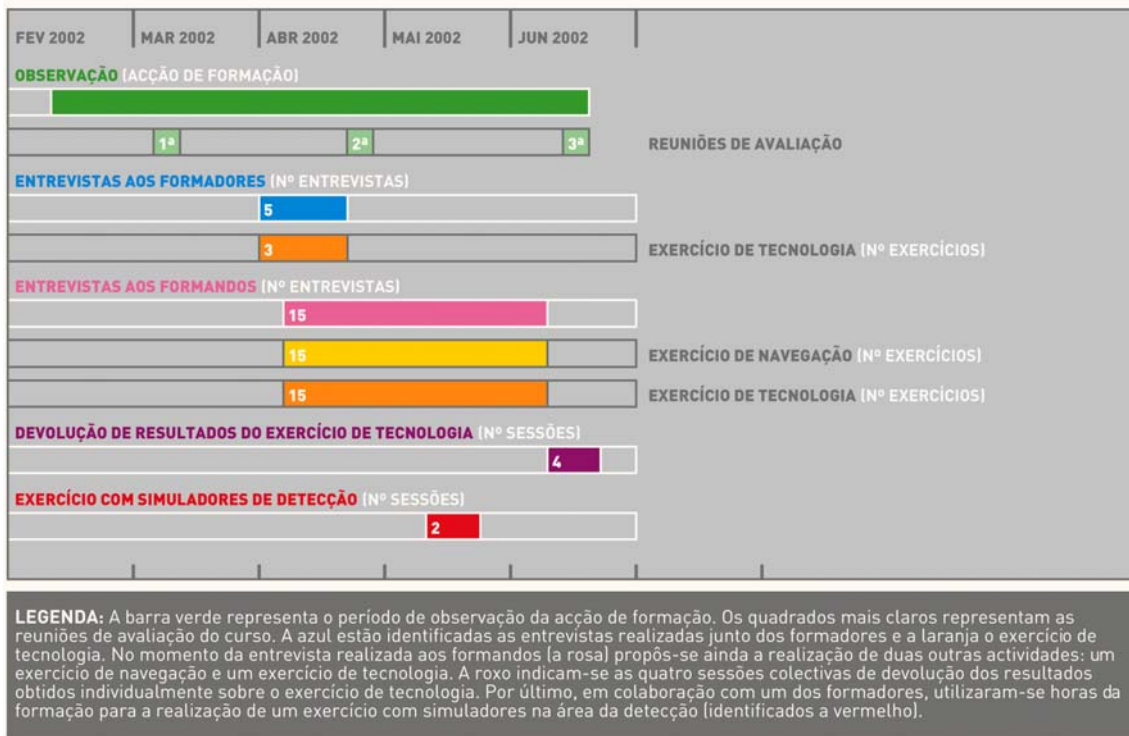 FEV 2002 MAR 2002 ABR 2002 MAI 2002 JUN 2002
OBSERVAÇÃO (ACÇÃO DE FORMAÇÃO)
1ª 2ª 3ª REUNIÕES DE AVALIAÇÃO
ENTREVISTAS AOS FORMADORES (Nº ENTREVISTAS)
5
3 EXERCÍCIO DE TECNOLOGIA (Nº EXERCÍCIOS)
ENTREVISTAS AOS FORMANDOS (Nº ENTREVISTAS)
15
15 EXERCÍCIO DE NAVEGAÇÃO (Nº EXERCÍCIOS)
15 EXERCÍCIO DE TECNOLOGIA (Nº EXERCÍCIOS)
DEVOLUÇÃO DE RESULTADOS DO EXERCÍCIO DE TECNOLOGIA (Nº SESSÕES)
4
EXERCÍCIO COM SIMULADORES DE DETECÇÃO (Nº SESSÕES)
2
LEGENDA: A barra verde representa o período de observação da acção de formação. Os quadrados mais claros representam as
reuniões de avaliação do curso. A azul estão identificadas as entrevistas realizadas junto dos formadores e a laranja o exercício de
tecnologia. No momento da entrevista realizada aos formandos (a rosa) propôs-se ainda a realização de duas outras actividades: um
exercício de navegação e um exercício de tecnologia. A roxo indicam-se as quatro sessões colectivas de devolução dos resultados
obtidos individualmente sobre o exercício de tecnologia. Por último, em colaboração com um dos formadores, utilizaram-se horas da
formação para a realização de um exercício com simuladores na área da detecção (identificados a vermelho).